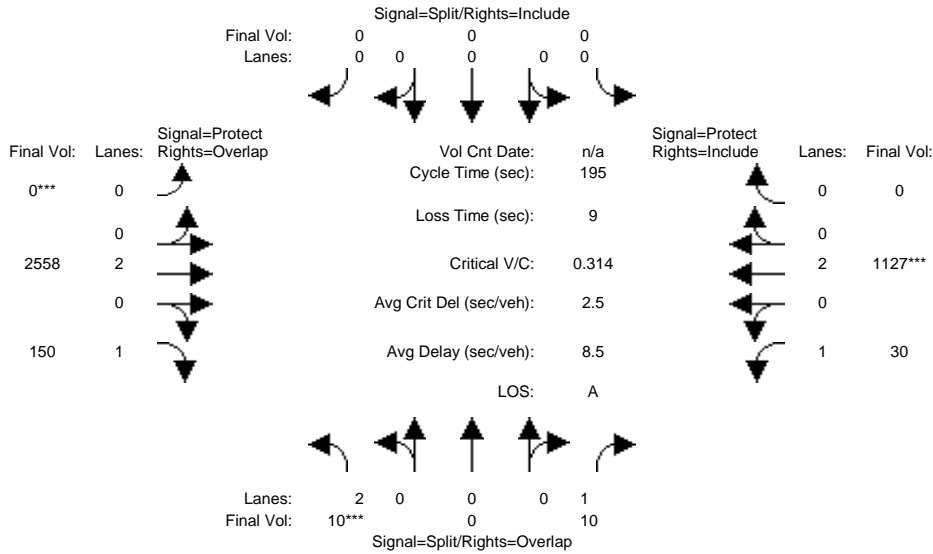 Signal=Split/Rights=Include
Final Vol: 0 0 0
Lanes: 0 0 0 0 0
Signal=Protect
Final Vol: Lanes: Rights=Overlap
Vol Cnt Date: n/a
Signal=Protect
Rights=Include Lanes: Final Vol:
Cycle Time (sec): 195
0*** 0
0 0
Loss Time (sec): 9
0
0
2558 2
Critical V/C: 0.314
2 1127***
0
Avg Crit Del (sec/veh): 2.5
0
150 1
Avg Delay (sec/veh): 8.5
1 30
LOS: A
Lanes: 2 0 0 0 1
Final Vol: 10*** 0 10
Signal=Split/Rights=Overlap